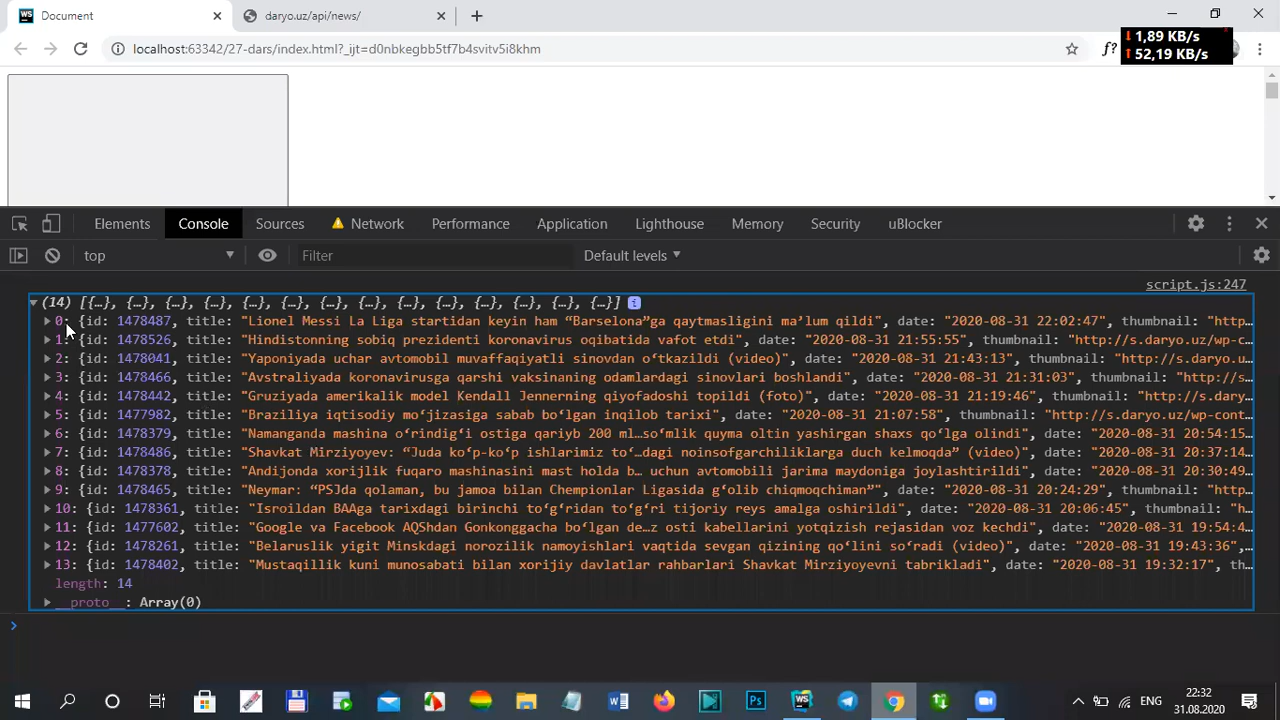 Document
daryo.uz/api/news/
localhost:63342/27-dars/index.html?_ijt=d0nbkegbb5tf7b4svitv5i8khm
f?
1,89 KB/s
52,19 KB/s
Elements
Console
Sources
Network
Performance
Application
Lighthouse
Memory
Security
uBlocker
top
Filter
Default levels
script.js:247
(14) [{…}, {…}, {…}, {…}, {…}, {…}, {…}, {…}, {…}, {…}, {…}, {…}, {…}, {…}]
0: {id: 1478487, title: "Lionel Messi La Liga startidan keyin ham “Barselona”ga qaytmasligini ma’lum qildi", date: "2020-08-31 22:02:47", thumbnail: "http…
1: {id: 1478526, title: "Hindistonning sobiq prezidenti koronavirus oqibatida vafot etdi", date: "2020-08-31 21:55:55", thumbnail: "http://s.daryo.uz/wp-c…
2: {id: 1478041, title: "Yaponiyada uchar avtomobil muvaffaqiyatli sinovdan o‘tkazildi (video)", date: "2020-08-31 21:43:13", thumbnail: "http://s.daryo.u…
3: {id: 1478466, title: "Avstraliyada koronavirusga qarshi vaksinaning odamlardagi sinovlari boshlandi", date: "2020-08-31 21:31:03", thumbnail: "http://s…
4: {id: 1478442, title: "Gruziyada amerikalik model Kendall Jennerning qiyofadoshi topildi (foto)", date: "2020-08-31 21:19:46", thumbnail: "http://s.dary…
5: {id: 1477982, title: "Braziliya iqtisodiy mo‘jizasiga sabab bo‘lgan inqilob tarixi", date: "2020-08-31 21:07:58", thumbnail: "http://s.daryo.uz/wp-cont…
6: {id: 1478379, title: "Namanganda mashina o‘rindig‘i ostiga qariyb 200 ml…so‘mlik quyma oltin yashirgan shaxs qo‘lga olindi", date: "2020-08-31 20:54:15…
7: {id: 1478486, title: "Shavkat Mirziyoyev: “Juda ko‘p-ko‘p ishlarimiz to‘…dagi noinsofgarchiliklarga duch kelmoqda” (video)", date: "2020-08-31 20:37:14…
8: {id: 1478378, title: "Andijonda xorijlik fuqaro mashinasini mast holda b… uchun avtomobili jarima maydoniga joylashtirildi", date: "2020-08-31 20:30:49…
9: {id: 1478465, title: "Neymar: “PSJda qolaman, bu jamoa bilan Chempionlar Ligasida g‘olib chiqmoqchiman”", date: "2020-08-31 20:24:29", thumbnail: "http…
10: {id: 1478361, title: "Isroildan BAAga tarixdagi birinchi to‘g‘ridan to‘g‘ri tijoriy reys amalga oshirildi", date: "2020-08-31 20:06:45", thumbnail: "htt…
11: {id: 1477602, title: "Google va Facebook AQShdan Gonkonggacha bo‘lgan de…z osti kabellarini yotqizish rejasidan voz kechdi", date: "2020-08-31 19:54:4…
12: {id: 1478261, title: "Belaruslik yigit Minskdagi norozilik namoyishlari vaqtida sevgan qizining qo‘lini so‘radi (video)", date: "2020-08-31 19:43:36",…
13: {id: 1478402, title: "Mustaqillik kuni munosabati bilan xorijiy davlatlar rahbarlari Shavkat Mirziyoyevni tabrikladi", date: "2020-08-31 19:32:17", th…
length: 14
__proto__: Array(0)
ENG
22:32
31.08.2020